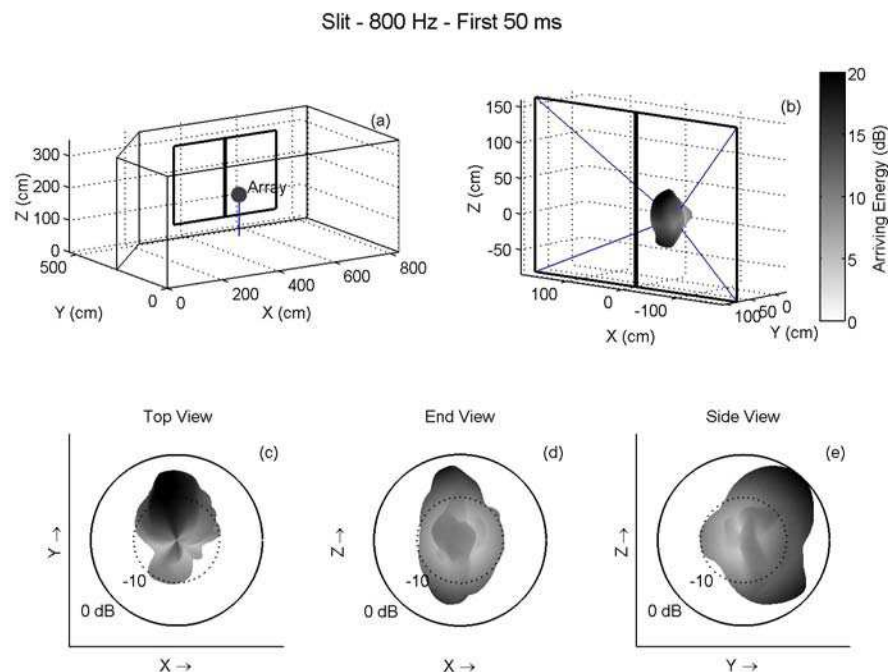 Slit - 800 Hz - First 50 ms
(a)
Array
300
200
100
0
Z (cm)
500
0
Y (cm)
0
200
400
600
800
X (cm)
(b)
150
100
50
0
-50
Z (cm)
100
0
-100
X (cm)
100
50
0
Y (cm)
20
15
10
5
0
Arriving Energy (dB)
Top View
(c)
-10
0 dB
Y →
X →
End View
(d)
-10
0 dB
Z →
X →
Side View
(e)
-10
0 dB
Z →
Y →